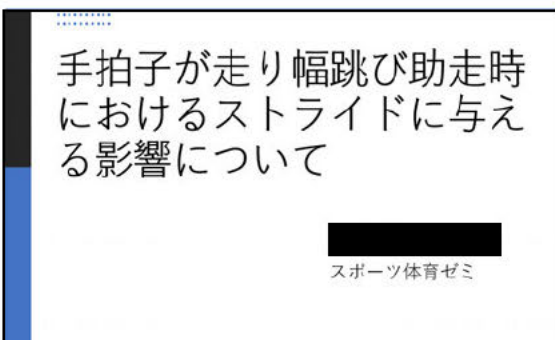 手拍子が走り幅跳び助走時
におけるストライドに与え
る影響について
スポーツ体育ゼミ